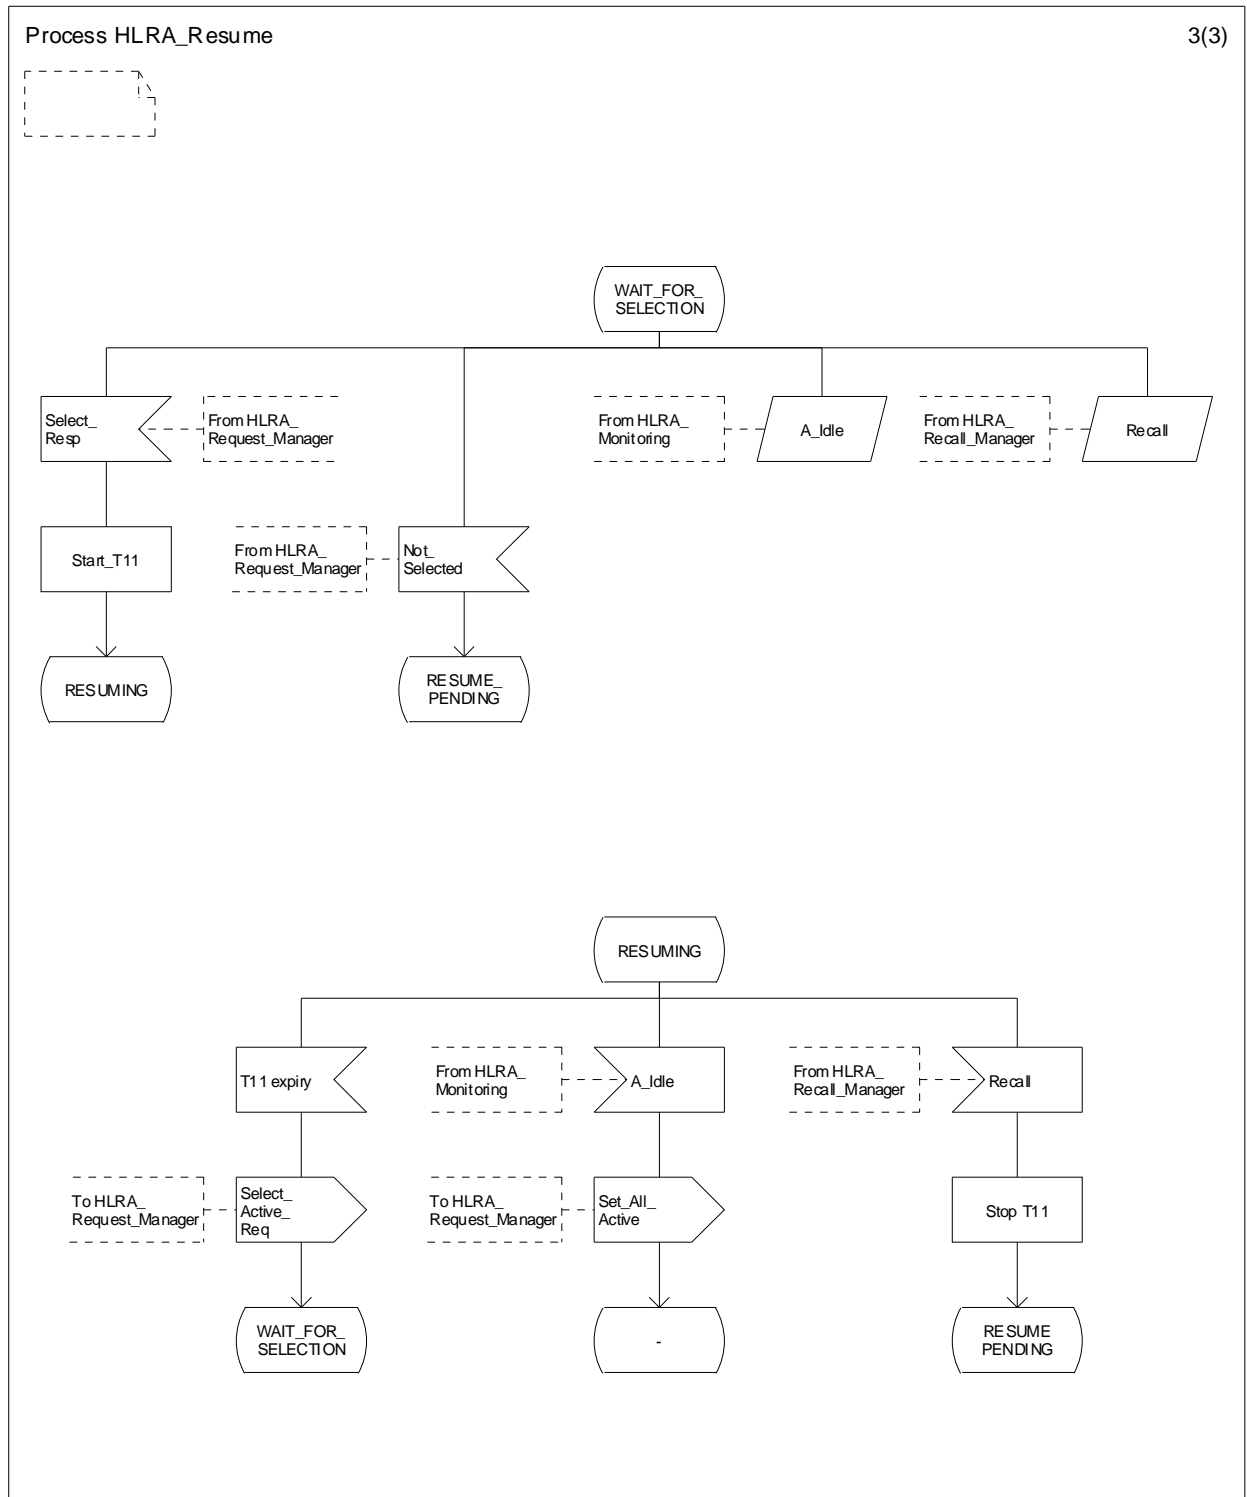 Process HLRA_Resume
3(3)
WAIT_FOR_
SELECTION
Select_
Resp
From HLRA_
Request_Manager
From HLRA_
Monitoring
A_Idle
From HLRA_
Recall_Manager
Recall
Start_T11
From HLRA_
Request_Manager
Not_
Selected
RESUMING
RESUME_
PENDING
RESUMING
T11 expiry
From HLRA_
Monitoring
A_Idle
From HLRA_
Recall_Manager
Recall
To HLRA_
Request_Manager
Select_
Active_
Req
To HLRA_
Request_Manager
Set_All_
Active
Stop T11
WAIT_FOR_
SELECTION
-
RESUME
PENDING